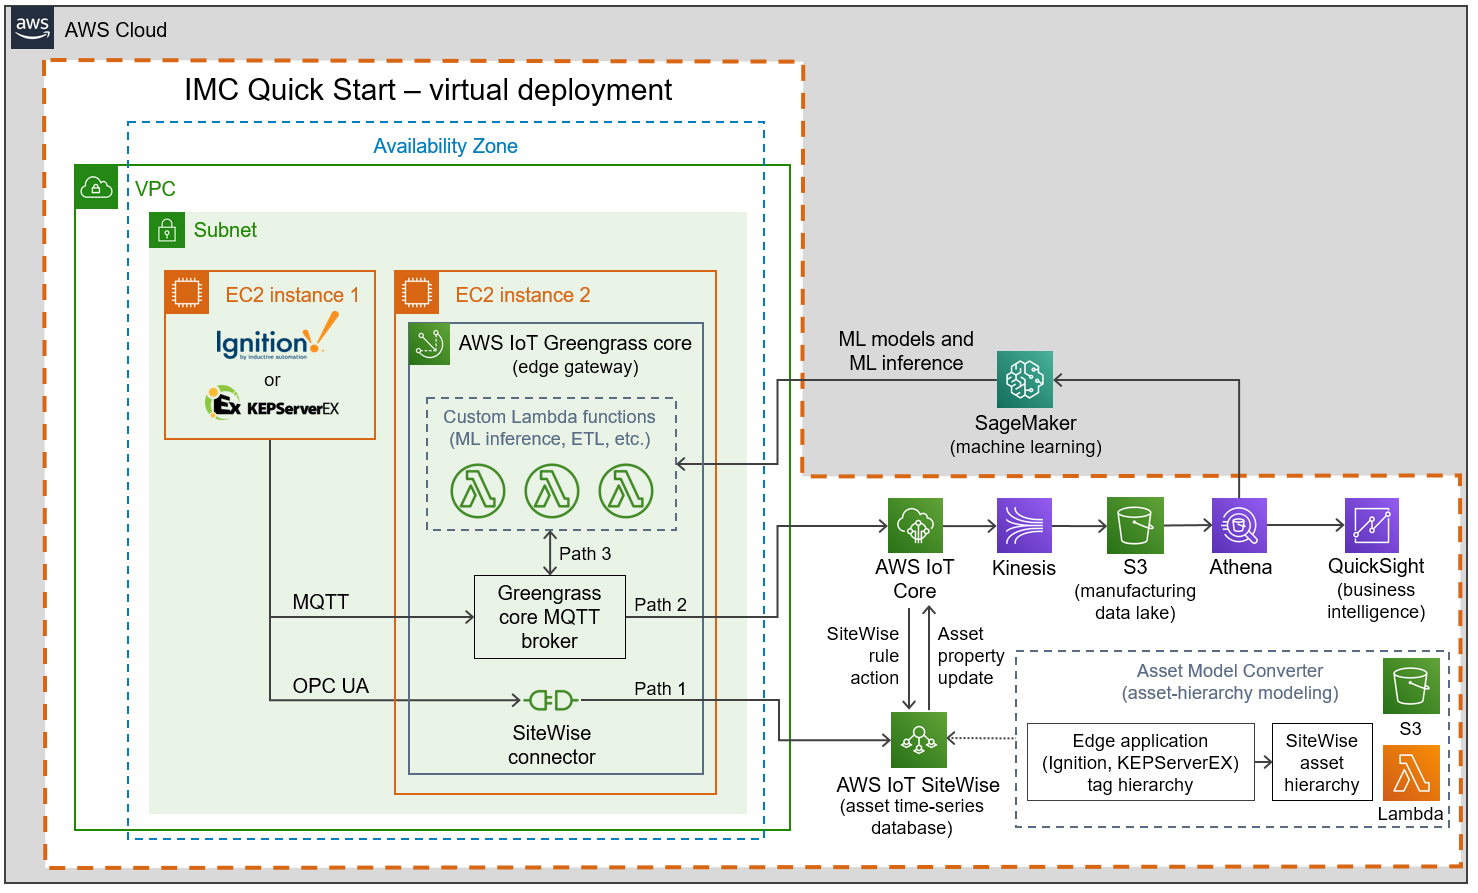 aws
AWS Cloud
IMC Quick Start – virtual deployment
Availability Zone
VPC
Subnet
EC2 instance 1
Ignition!
by inductive automation
or
Ex KEPServerEX
EC2 instance 2
AWS IoT Greengrass core
(edge gateway)
Custom Lambda functions
(ML inference, ETL, etc.)
Path 3
Greengrass
core MQTT
broker
MQTT
Path 2
OPC UA
Path 1
SiteWise
connector
ML models and
ML inference
SageMaker
(machine learning)
AWS IoT
Core
Kinesis
S3
(manufacturing
data lake)
Athena
QuickSight
(business
intelligence)
SiteWise
rule
action
Asset
property
update
AWS IoT SiteWise
(asset time-series
database)
Asset Model Converter
(asset-hierarchy modeling)
Edge application
(Ignition, KEPServerEX)
tag hierarchy
SiteWise
asset
hierarchy
S3
Lambda